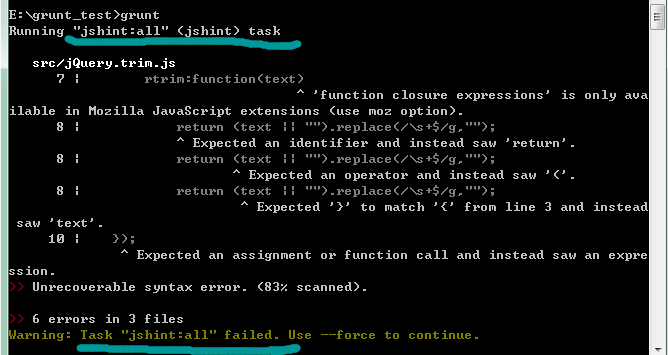 E:\grunt_test>grunt
Running "jshint:all" (jshint) task
src/jQuery.trim.js
7 | rtrim:function(text)
^ 'function closure expressions' is only ava
ilable in Mozilla JavaScript extensions (use moz option).
8 | return (text || "").replace(/\s+$/g,"");
^ Expected an identifier and instead saw 'return'.
8 | return (text || "").replace(/\s+$/g,"");
^ Expected an operator and instead saw '('.
8 | return (text || "").replace(/\s+$/g,"");
^ Expected '}' to match '{' from line 3 and instead
saw 'text'.
10 | });
^ Expected an assignment or function call and instead saw an expre
ssion.
>> Unrecoverable syntax error. (83% scanned).
>> 6 errors in 3 files
Warning: Task "jshint:all" failed. Use --force to continue.